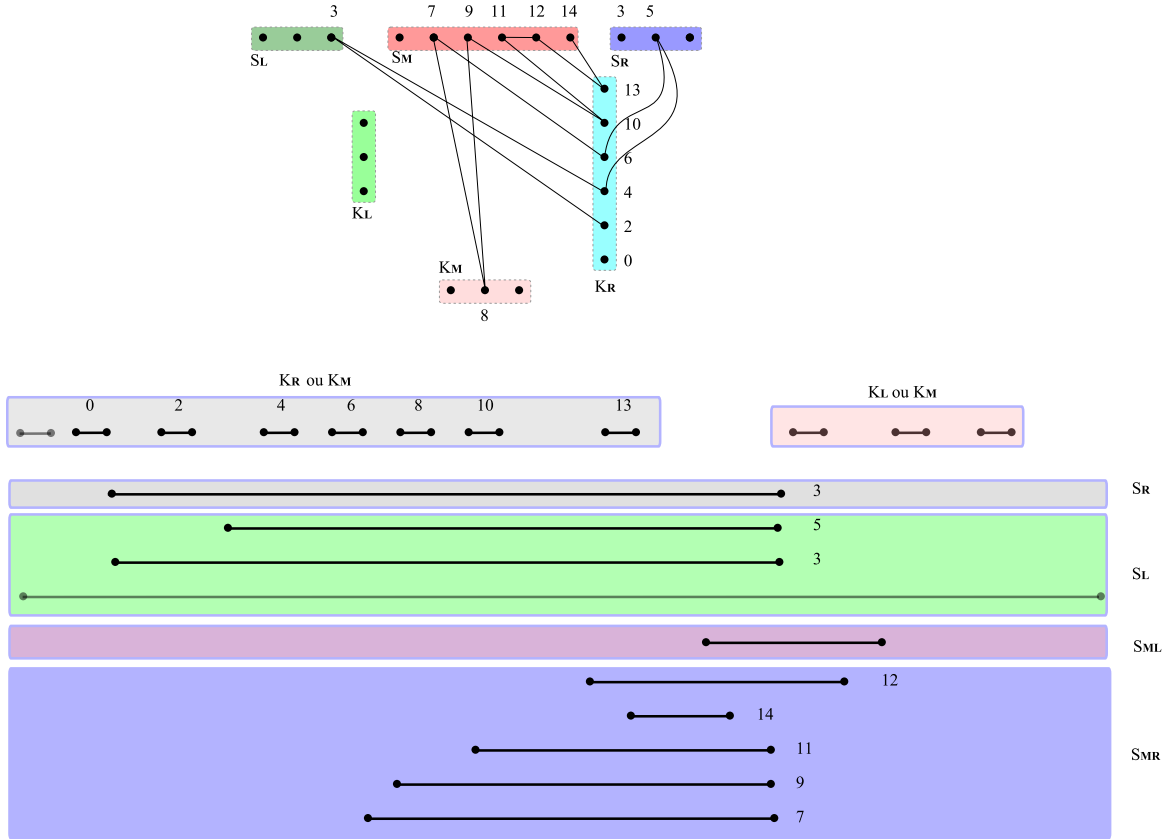 3 7 9 11 12 14 3 5
SL SM SR
13
10
6
KL 4
2
KM 0
KR
8
KR ou KM
KL ou KM
0 2 4 6 8 10 13
3 SR
5
3 SL
SML
12
14
11 SMR
9
7